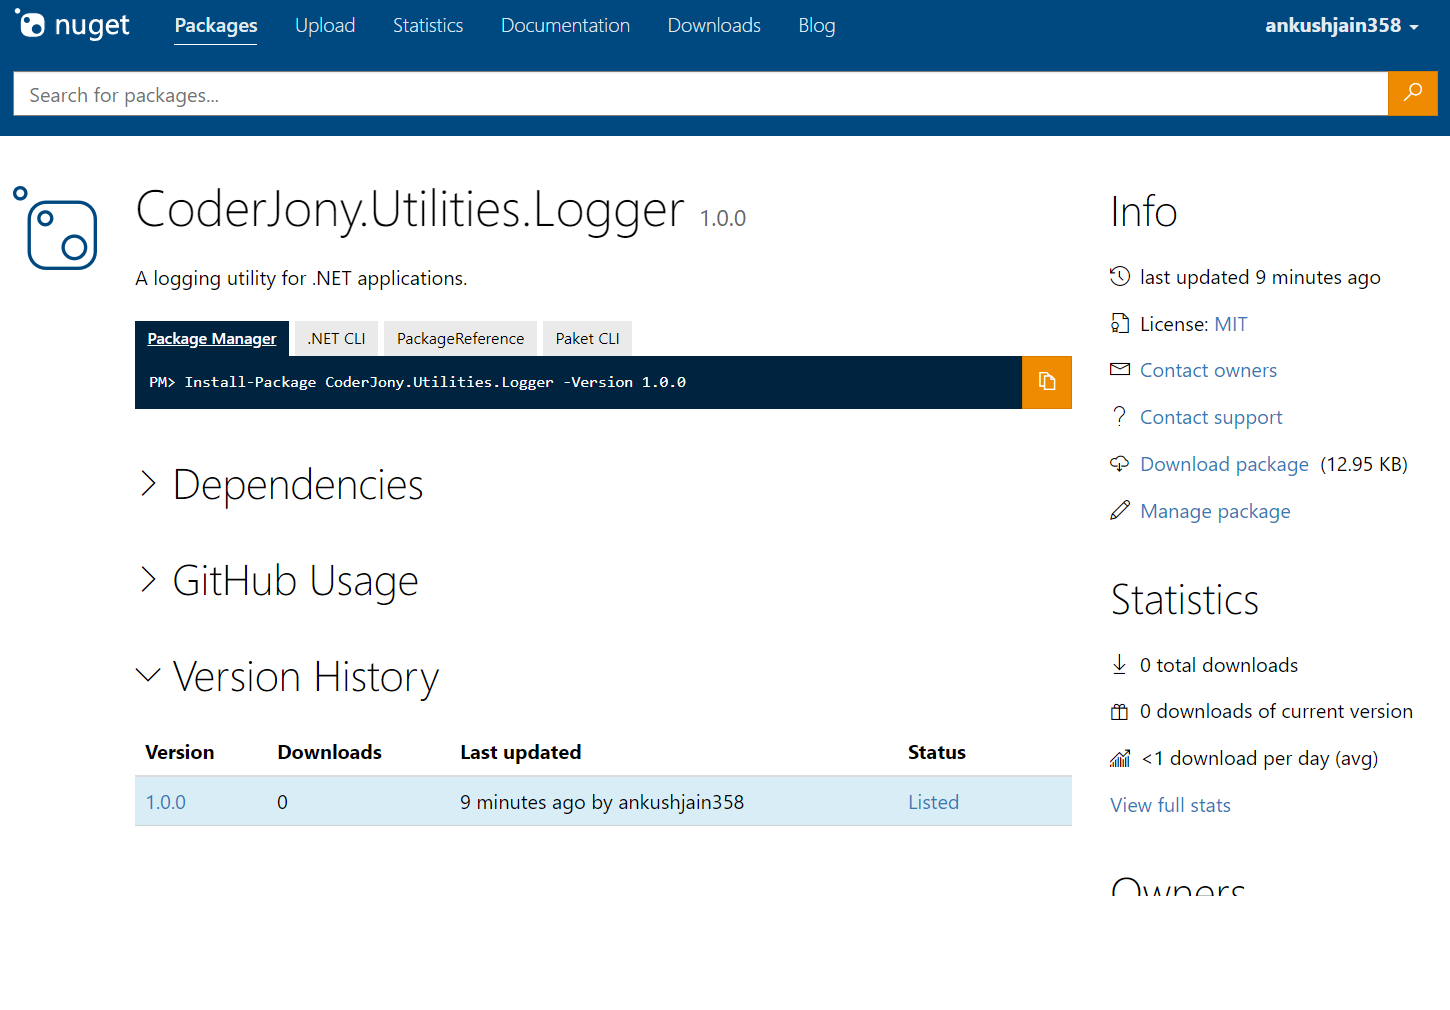 nuget Packages Upload Statistics Documentation Downloads Blog ankushjain358
Search for packages...
CoderJony.Utilities.Logger 1.0.0
A logging utility for .NET applications.
Package Manager .NET CLI PackageReference Paket CLI
PM> Install-Package CoderJony.Utilities.Logger -Version 1.0.0
Dependencies
GitHub Usage
Version History
Version Downloads Last updated Status
1.0.0 0 9 minutes ago by ankushjain358 Listed
Info
last updated 9 minutes ago
License: MIT
Contact owners
Contact support
Download package (12.95 KB)
Manage package
Statistics
0 total downloads
0 downloads of current version
<1 download per day (avg)
View full stats
Owners